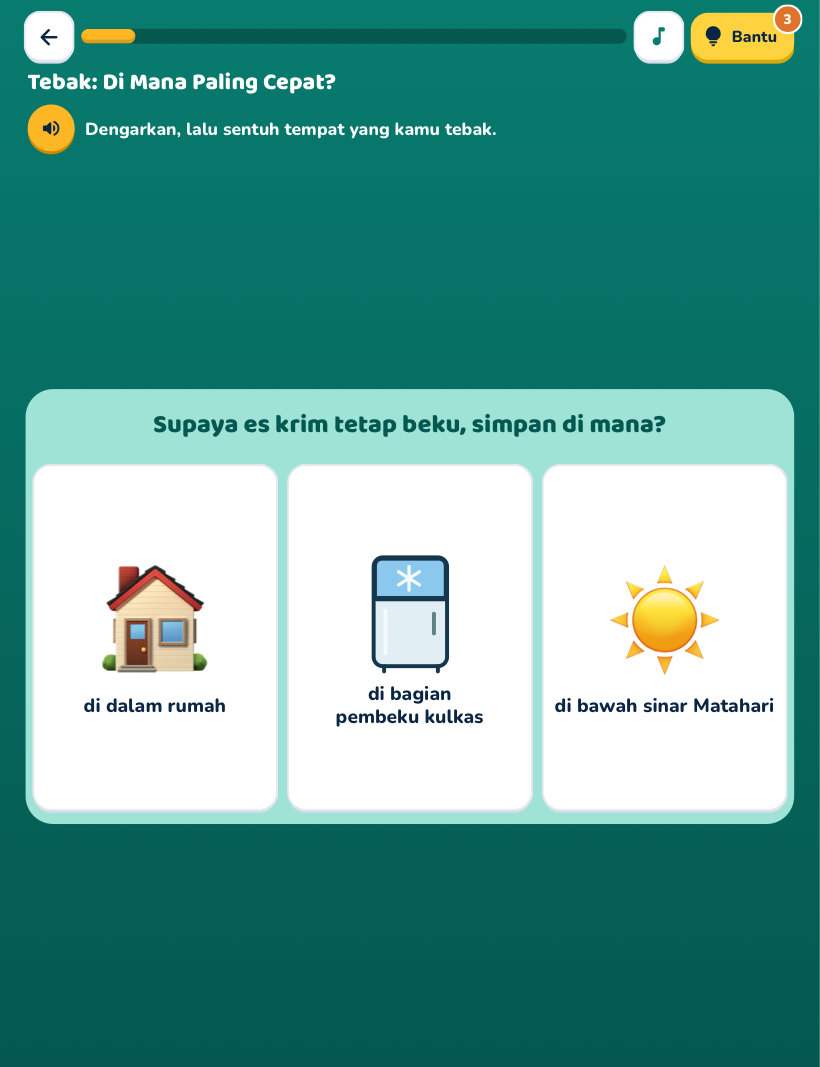 3
Bantu
Tebak: Di Mana Paling Cepat?
Dengarkan, lalu sentuh tempat yang kamu tebak.
Supaya es krim tetap beku, simpan di mana?
di dalam rumah
di bagian
pembeku kulkas
di bawah sinar Matahari